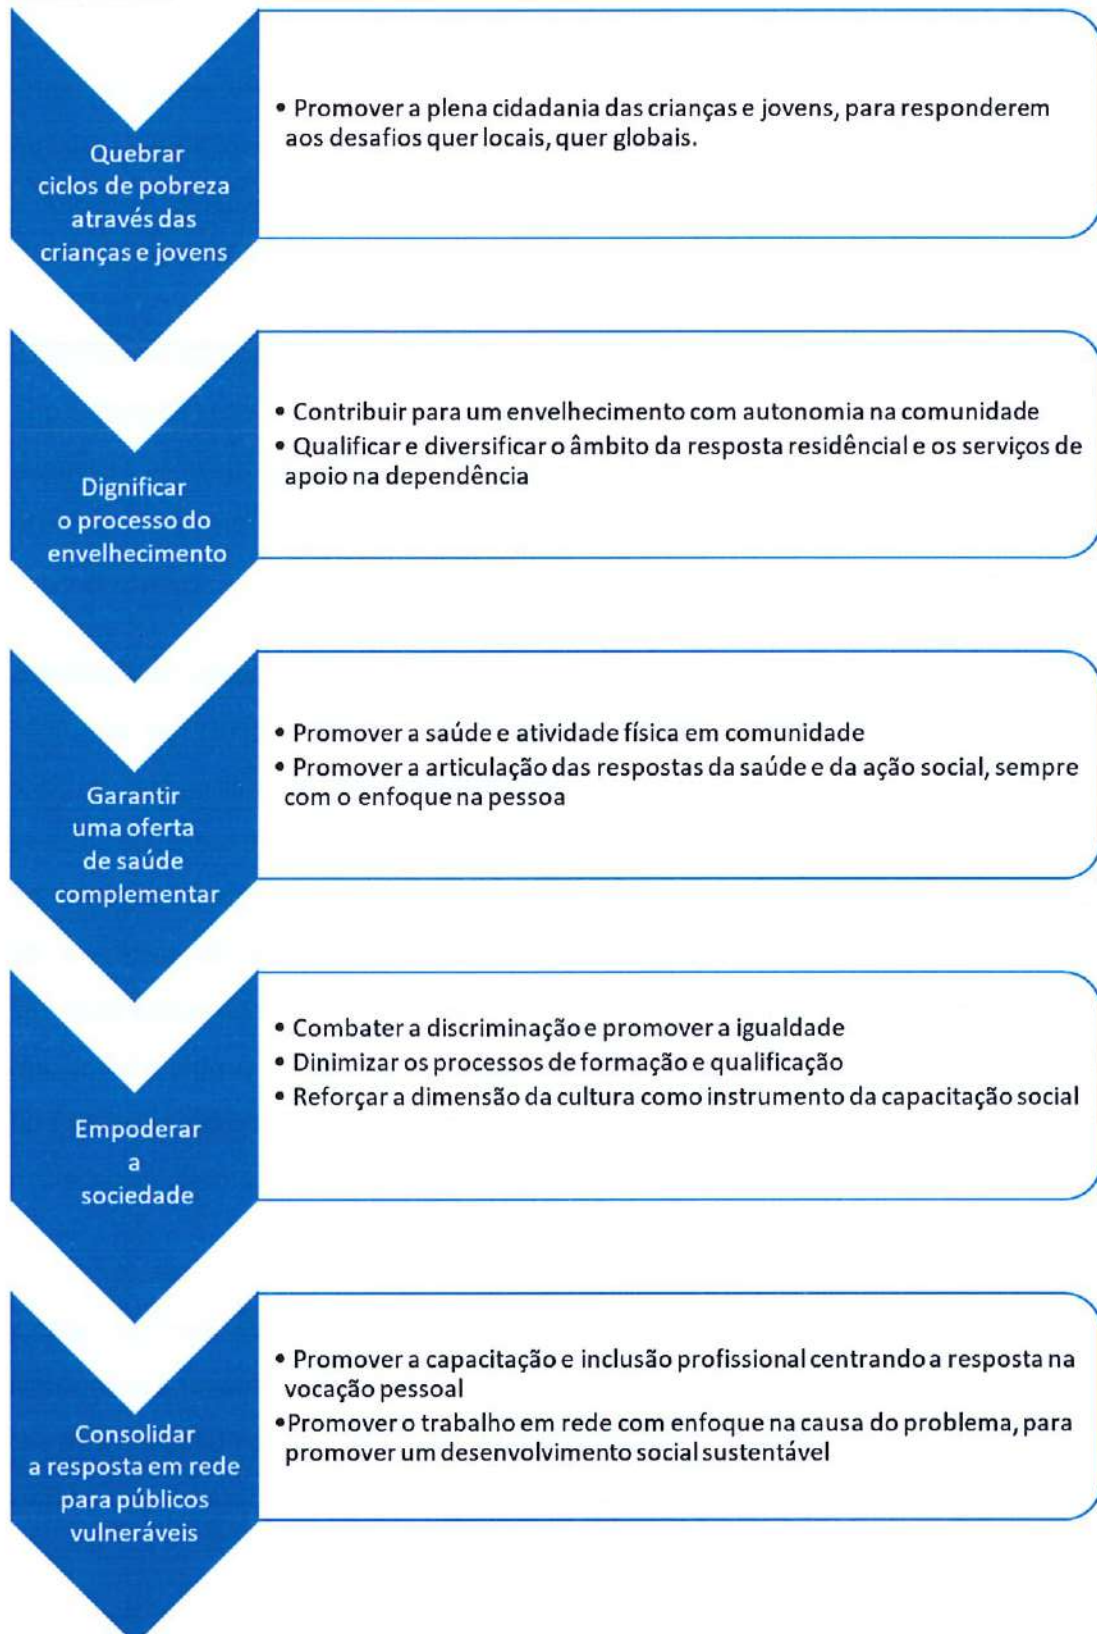 Quebrar
ciclos de pobreza
através das
crianças e jovens
• Promover a plena cidadania das crianças e jovens, para responderem
aos desafios quer locais, quer globais.
Dignificar
o processo do
envelhecimento
• Contribuir para um envelhecimento com autonomia na comunidade
• Qualificar e diversificar o âmbito da resposta residêncial e os serviços de
apoio na dependência
Garantir
uma oferta
de saúde
complementar
• Promover a saúde e atividade física em comunidade
• Promover a articulação das respostas da saúde e da ação social, sempre
com o enfoque na pessoa
Empoderar
a
sociedade
• Combater a discriminação e promover a igualdade
• Dinimizar os processos de formação e qualificação
• Reforçar a dimensão da cultura como instrumento da capacitação social
Consolidar
a resposta em rede
para públicos
vulneráveis
• Promover a capacitação e inclusão profissional centrando a resposta na
vocação pessoal
•Promover o trabalho em rede com enfoque na causa do problema, para
promover um desenvolvimento social sustentável